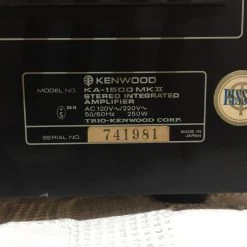 KENWOOD
MODEL NO. KA-1500 MKII
STEREO INTEGRATED
AMPLIFIER
AC 120V~/220V~
50/60Hz 250W
TRIO-KENWOOD CORP.
SERIAL NO. 741981
MADE IN
JAPAN
PASS